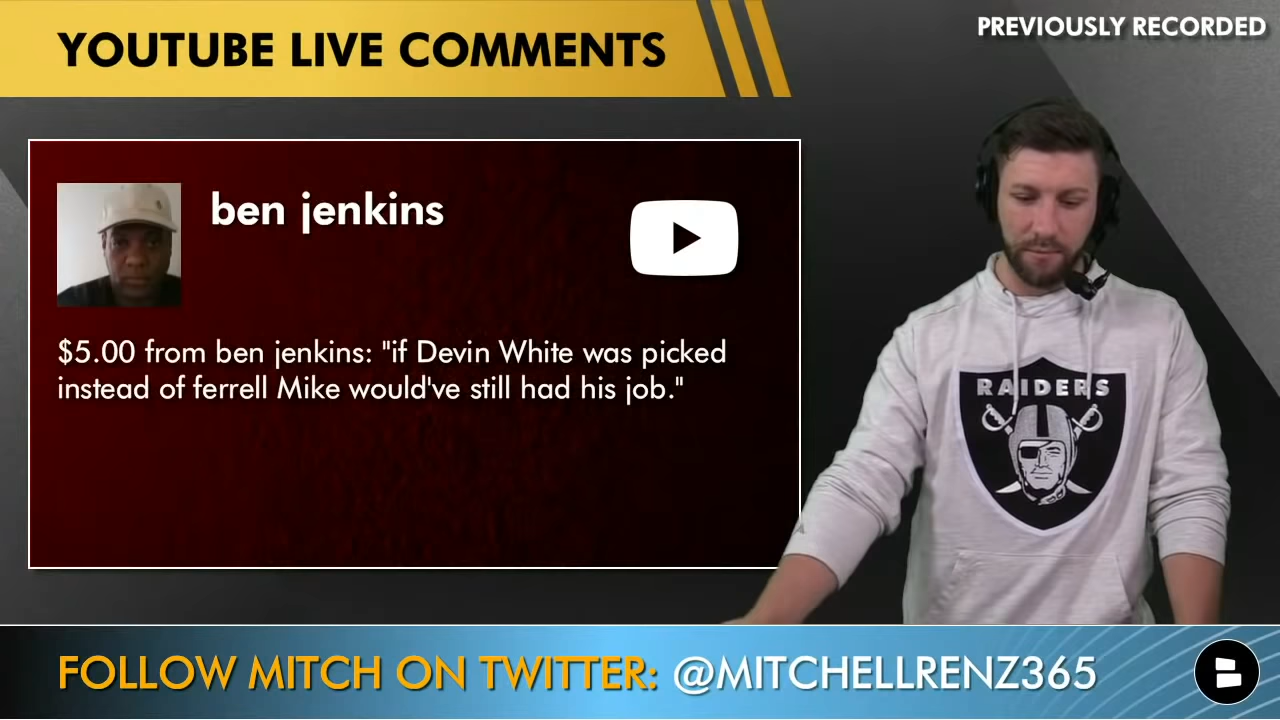 YOUTUBE LIVE COMMENTS
PREVIOUSLY RECORDED
ben jenkins
$5.00 from ben jenkins: "if Devin White was picked
instead of ferrell Mike would've still had his job."
RAIDERS
FOLLOW MITCH ON TWITTER: @MITCHELLRENZ365